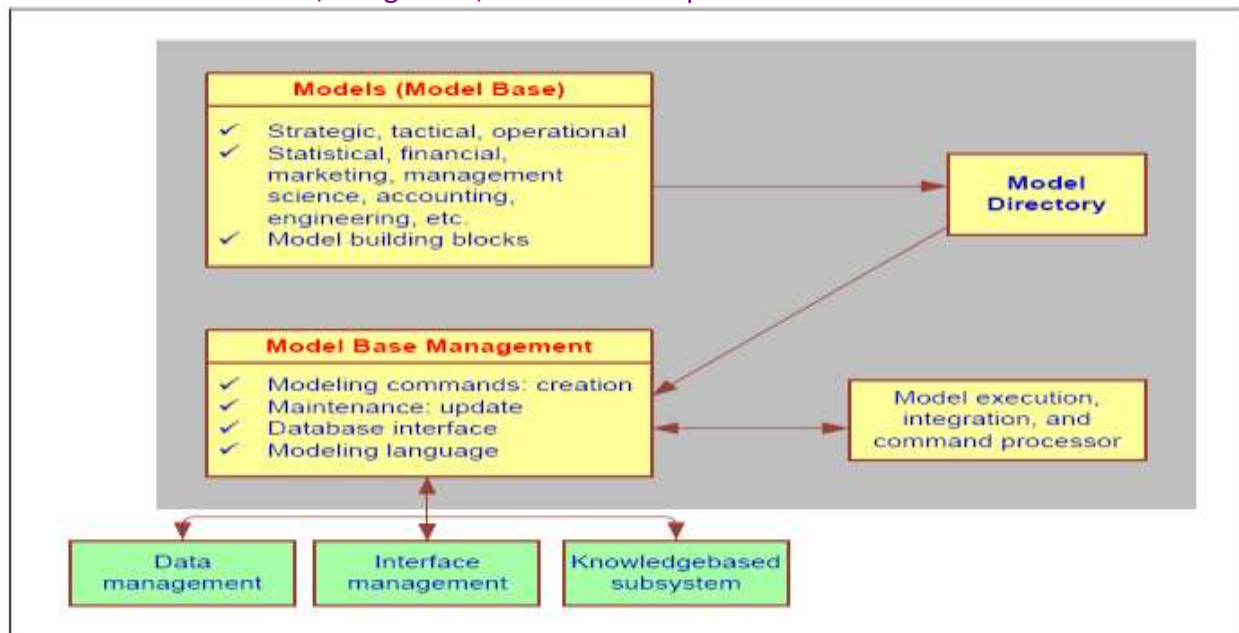 Models (Model Base)
✓ Strategic, tactical, operational
✓ Statistical, financial,
marketing, management
science, accounting,
engineering, etc.
✓ Model building blocks
Model
Directory
Model Base Management
✓ Modeling commands: creation
✓ Maintenance: update
✓ Database interface
✓ Modeling language
Model execution,
integration, and
command processor
Data
management
Interface
management
Knowledgebased
subsystem